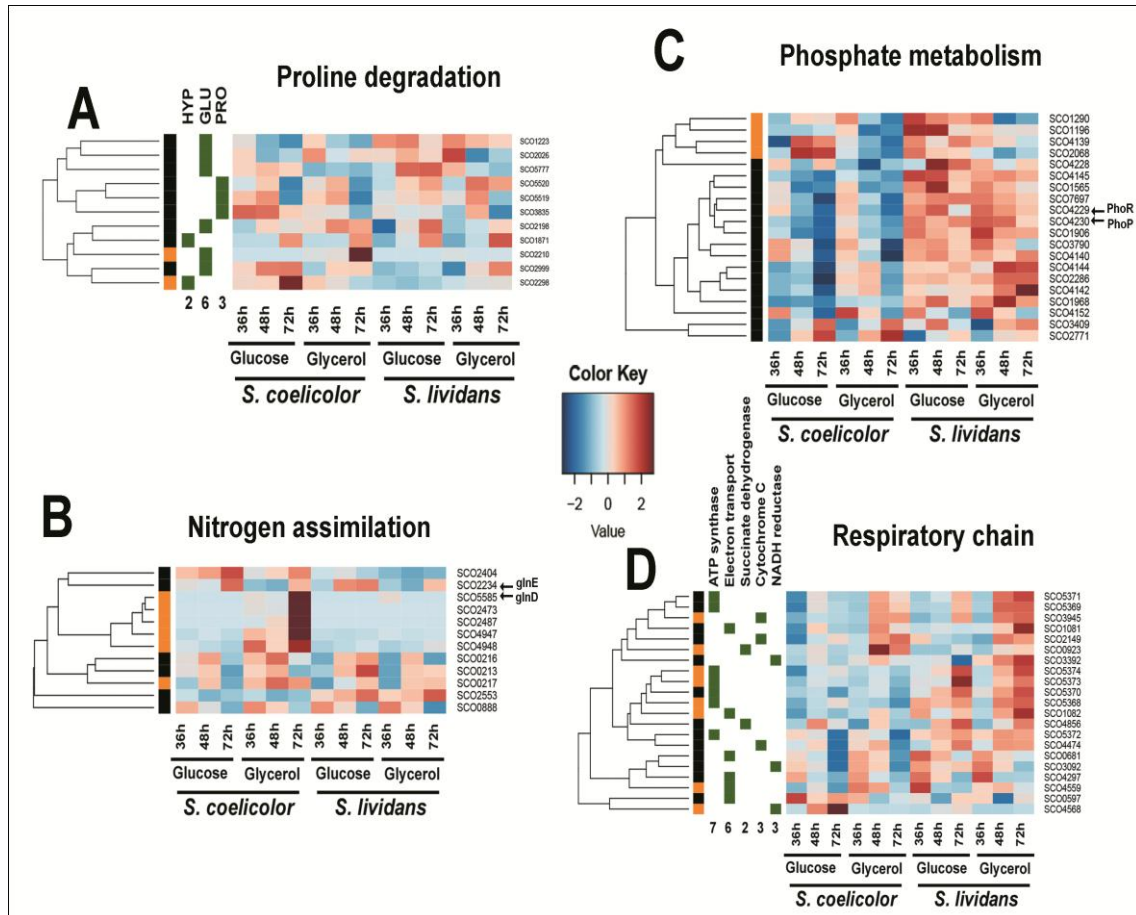 A
Proline degradation
HYP
GLU
PRO
SCO1223
SCO2026
SCO5777
SCO5520
SCO5519
SCO3835
SCO2198
SCO1871
SCO2210
SCO2999
SCO2298
2 6 3
36h 48h 72h 36h 48h 72h 36h 48h 72h 36h 48h 72h
Glucose Glycerol Glucose Glycerol
S. coelicolor S. lividans
B
Nitrogen assimilation
SCO2404
SCO2234 glnE
SCO5585 glnD
SCO2473
SCO2487
SCO4947
SCO4948
SCO0216
SCO0213
SCO0217
SCO2553
SCO0888
36h 48h 72h 36h 48h 72h 36h 48h 72h 36h 48h 72h
Glucose Glycerol Glucose Glycerol
S. coelicolor S. lividans
C
Phosphate metabolism
SCO1290
SCO1196
SCO4139
SCO2068
SCO4228
SCO4145
SCO1565
SCO7697
SCO4229 PhoR
SCO4230 PhoP
SCO1906
SCO3790
SCO4140
SCO4144
SCO2286
SCO4142
SCO1968
SCO4152
SCO3409
SCO2771
36h 48h 72h 36h 48h 72h 36h 48h 72h 36h 48h 72h
Glucose Glycerol Glucose Glycerol
S. coelicolor S. lividans
Color Key
−2 0 2
Value
D
Respiratory chain
ATP synthase
Electron transport
Succinate dehydrogenase
Cytochrome C
NADH reductase
SCO5371
SCO5369
SCO3945
SCO1081
SCO2149
SCO0923
SCO3392
SCO5374
SCO5373
SCO5370
SCO5368
SCO1082
SCO4856
SCO5372
SCO4474
SCO0681
SCO3092
SCO4297
SCO4559
SCO0597
SCO4568
7 6 2 3 3
36h 48h 72h 36h 48h 72h 36h 48h 72h 36h 48h 72h
Glucose Glycerol Glucose Glycerol
S. coelicolor S. lividans